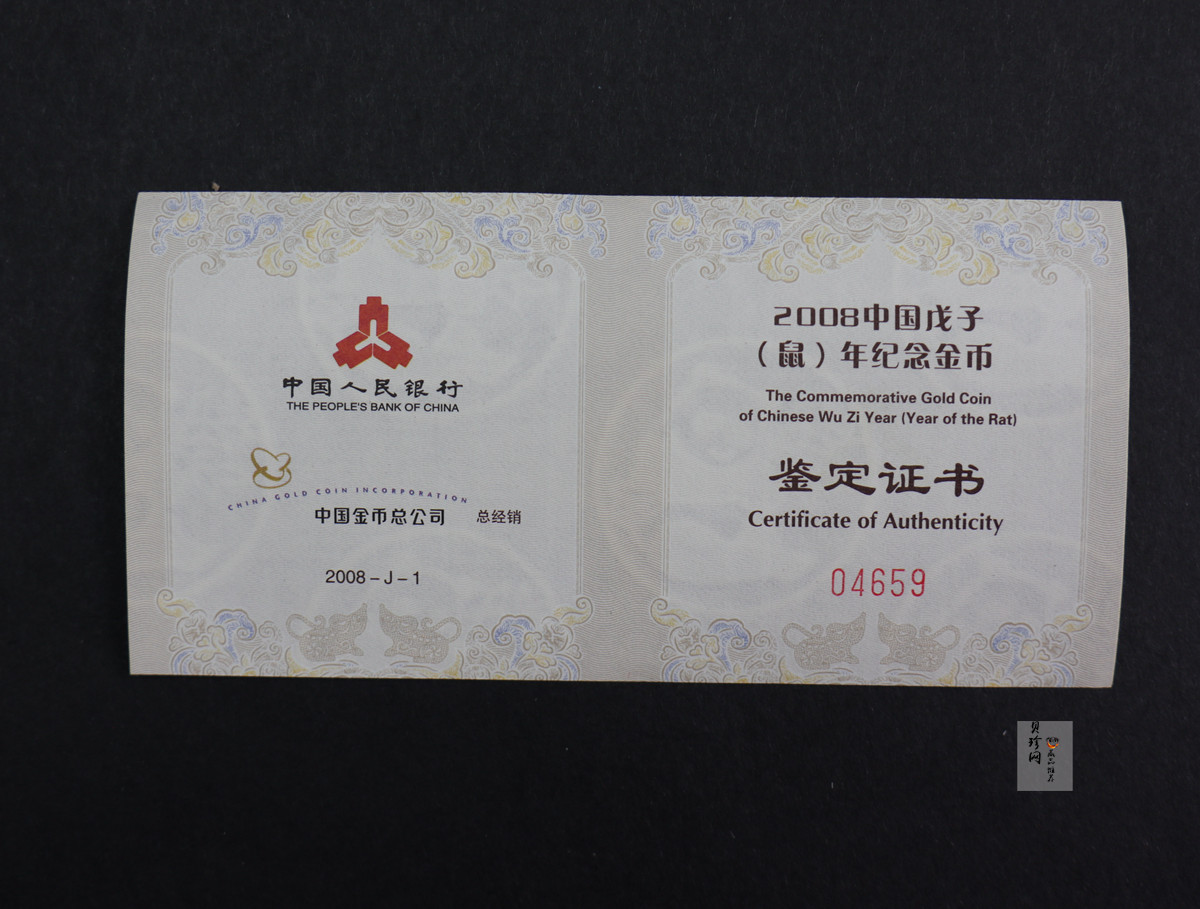 中国人民银行
THE PEOPLE'S BANK OF CHINA
CHINA GOLD COIN INCORPORATION
中国金币总公司 总经销
2008 – J – 1
2008中国戊子
（鼠）年纪念金币
The Commemorative Gold Coin
of Chinese Wu Zi Year (Year of the Rat)
鉴定证书
Certificate of Authenticity
04659
贝珍网